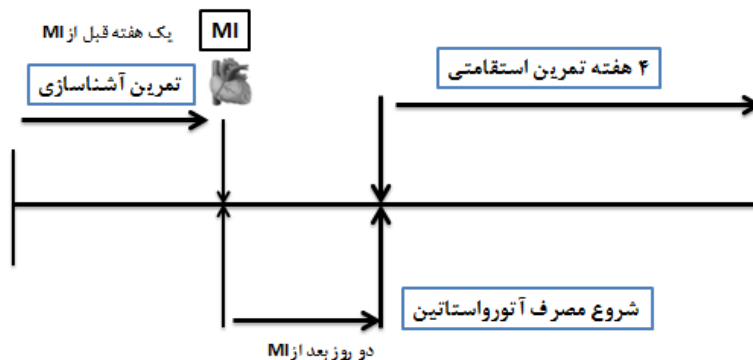 یک هفته قبل از MI
MI
تمرین آشناسازی
۴ هفته تمرین استقامتی
شروع مصرف آتورواستاتین
دو روز بعد از MI